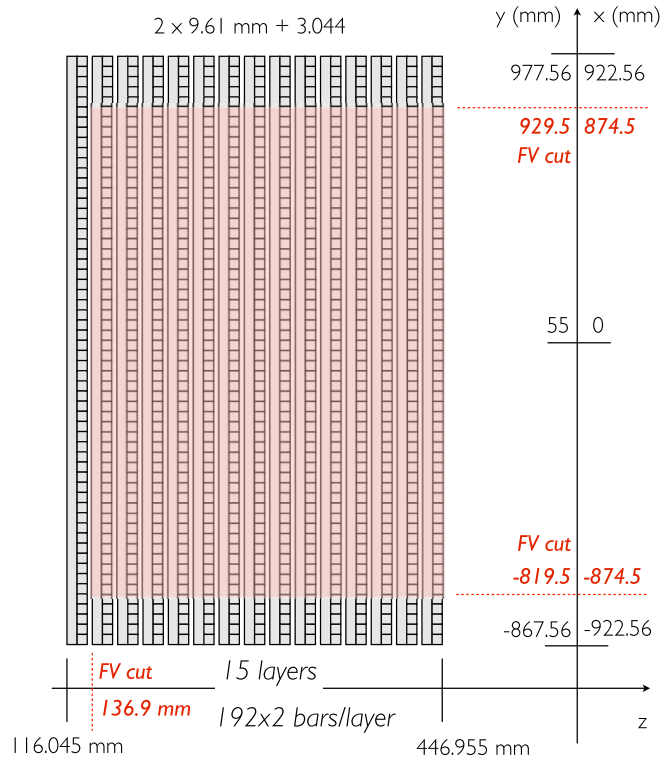 y (mm) x (mm)
2 x 9.61 mm + 3.044
977.56 922.56
929.5 874.5
FV cut
55 0
FV cut
-819.5 -874.5
-867.56 -922.56
FV cut 15 layers
136.9 mm 192x2 bars/layer
z
116.045 mm 446.955 mm